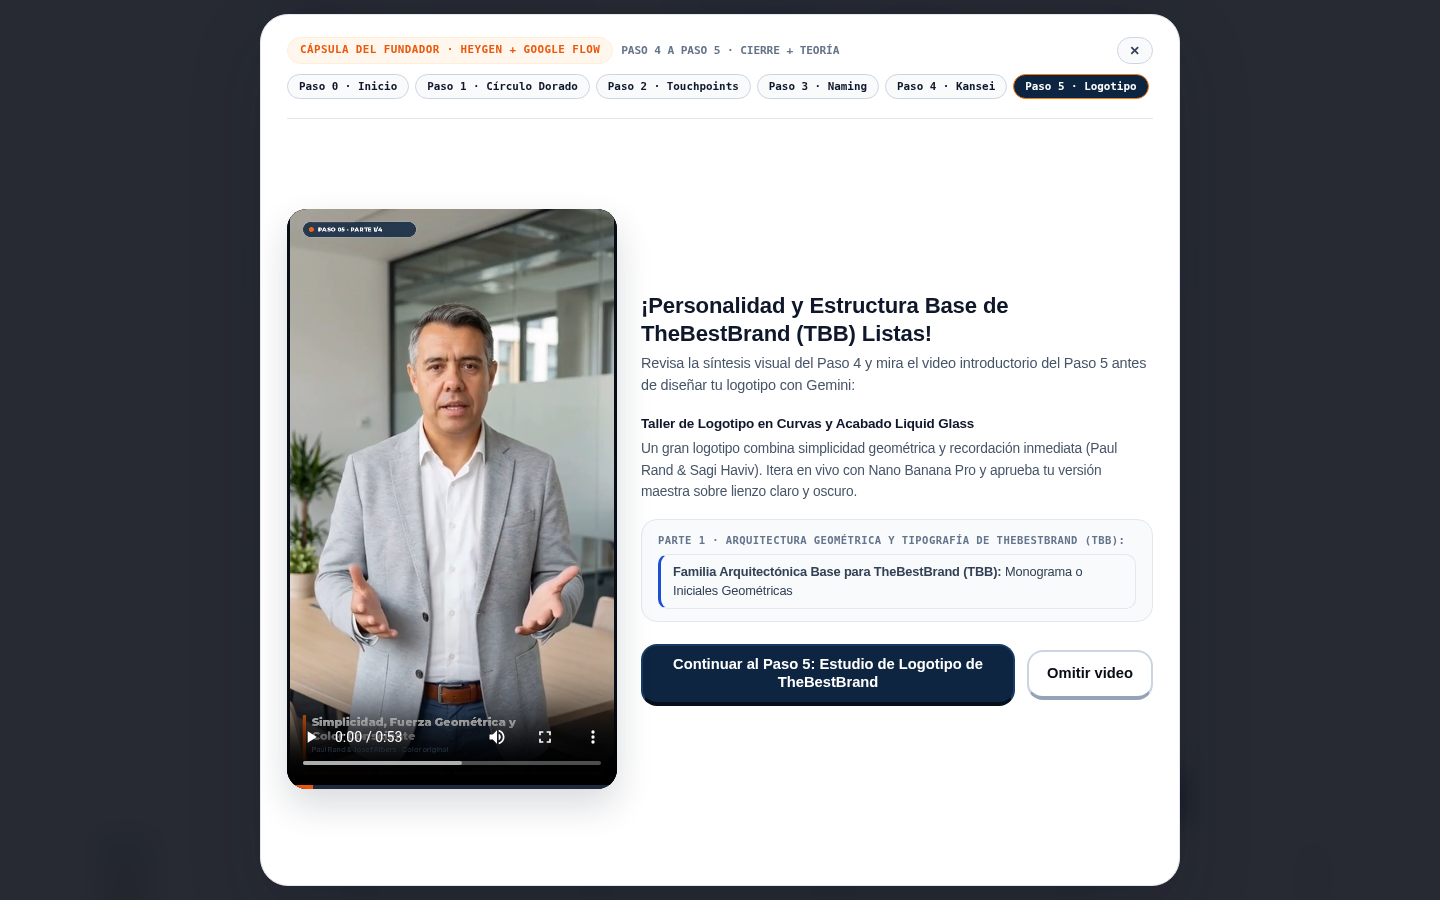 CÁPSULA DEL FUNDADOR · HEYGEN + GOOGLE FLOW
PASO 4 A PASO 5 · CIERRE + TEORÍA
✕
Paso 0 · Inicio
Paso 1 · Círculo Dorado
Paso 2 · Touchpoints
Paso 3 · Naming
Paso 4 · Kansei
Paso 5 · Logotipo
PASO 05 · PARTE 1/4
Simplicidad, Fuerza Geométrica y
0:00 / 0:53
¡Personalidad y Estructura Base de
TheBestBrand (TBB) Listas!
Revisa la síntesis visual del Paso 4 y mira el video introductorio del Paso 5 antes
de diseñar tu logotipo con Gemini:
Taller de Logotipo en Curvas y Acabado Liquid Glass
Un gran logotipo combina simplicidad geométrica y recordación inmediata (Paul
Rand & Sagi Haviv). Itera en vivo con Nano Banana Pro y aprueba tu versión
maestra sobre lienzo claro y oscuro.
PARTE 1 · ARQUITECTURA GEOMÉTRICA Y TIPOGRAFÍA DE THEBESTBRAND (TBB):
Familia Arquitectónica Base para TheBestBrand (TBB): Monograma o
Iniciales Geométricas
Continuar al Paso 5: Estudio de Logotipo de
TheBestBrand
Omitir video